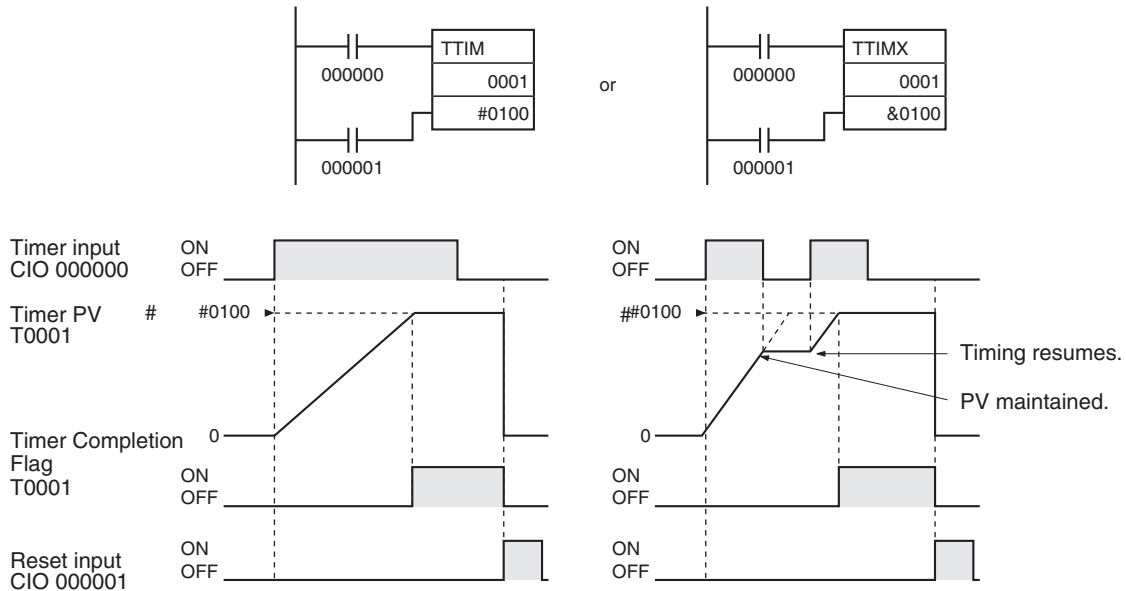 TTIM
000000
0001
#0100
000001
or
TTIMX
000000
0001
&0100
000001
Timer input
CIO 000000
ON
OFF
ON
OFF
Timer PV
T0001
#
#0100
##0100
Timing resumes.
PV maintained.
0
0
Timer Completion
Flag
T0001
ON
OFF
ON
OFF
Reset input
CIO 000001
ON
OFF
ON
OFF